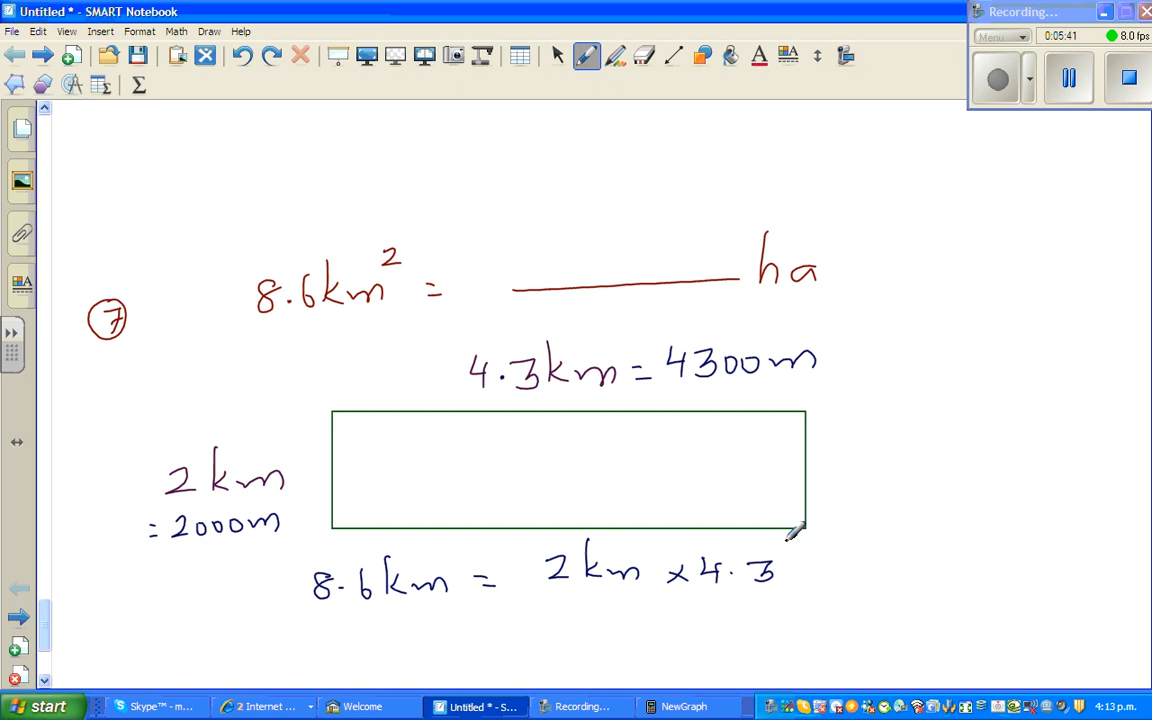 Untitled * - SMART Notebook
Recording...
File Edit View Insert Format Math Draw Help
Menu
0:05:41
8.0 fps
8.6km² = ________ ha
7
4.3km = 4300m
2km
= 2000m
8.6km = 2km × 4.3
start
Skype™ - m...
2 Internet ...
Untitled * - S...
Recording...
NewGraph
Welcome
4:13 p.m.